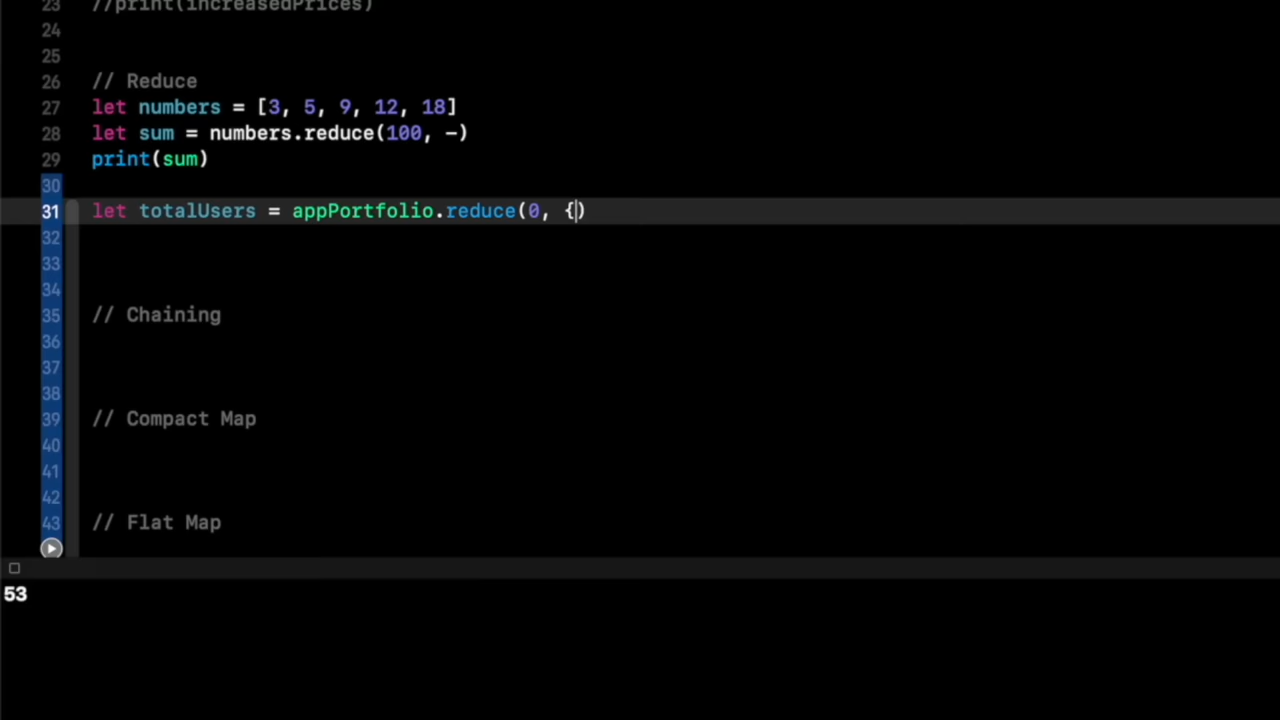 23 //print(increasedPrices)
24
25
26 // Reduce
27 let numbers = [3, 5, 9, 12, 18]
28 let sum = numbers.reduce(100, -)
29 print(sum)
30
31 let totalUsers = appPortfolio.reduce(0, {)
32
33
34
35 // Chaining
36
37
38
39 // Compact Map
40
41
42
43 // Flat Map
53